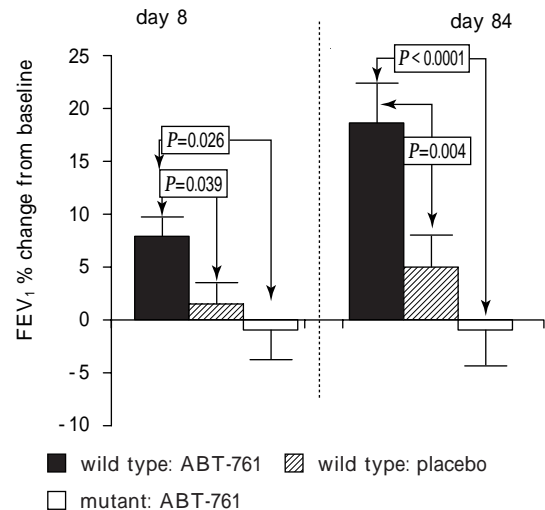 day 8
day 84
FEV₁ % change from baseline
25
20
15
10
5
0
-5
-10
P=0.026
P=0.039
P<0.0001
P=0.004
wild type: ABT-761
wild type: placebo
mutant: ABT-761